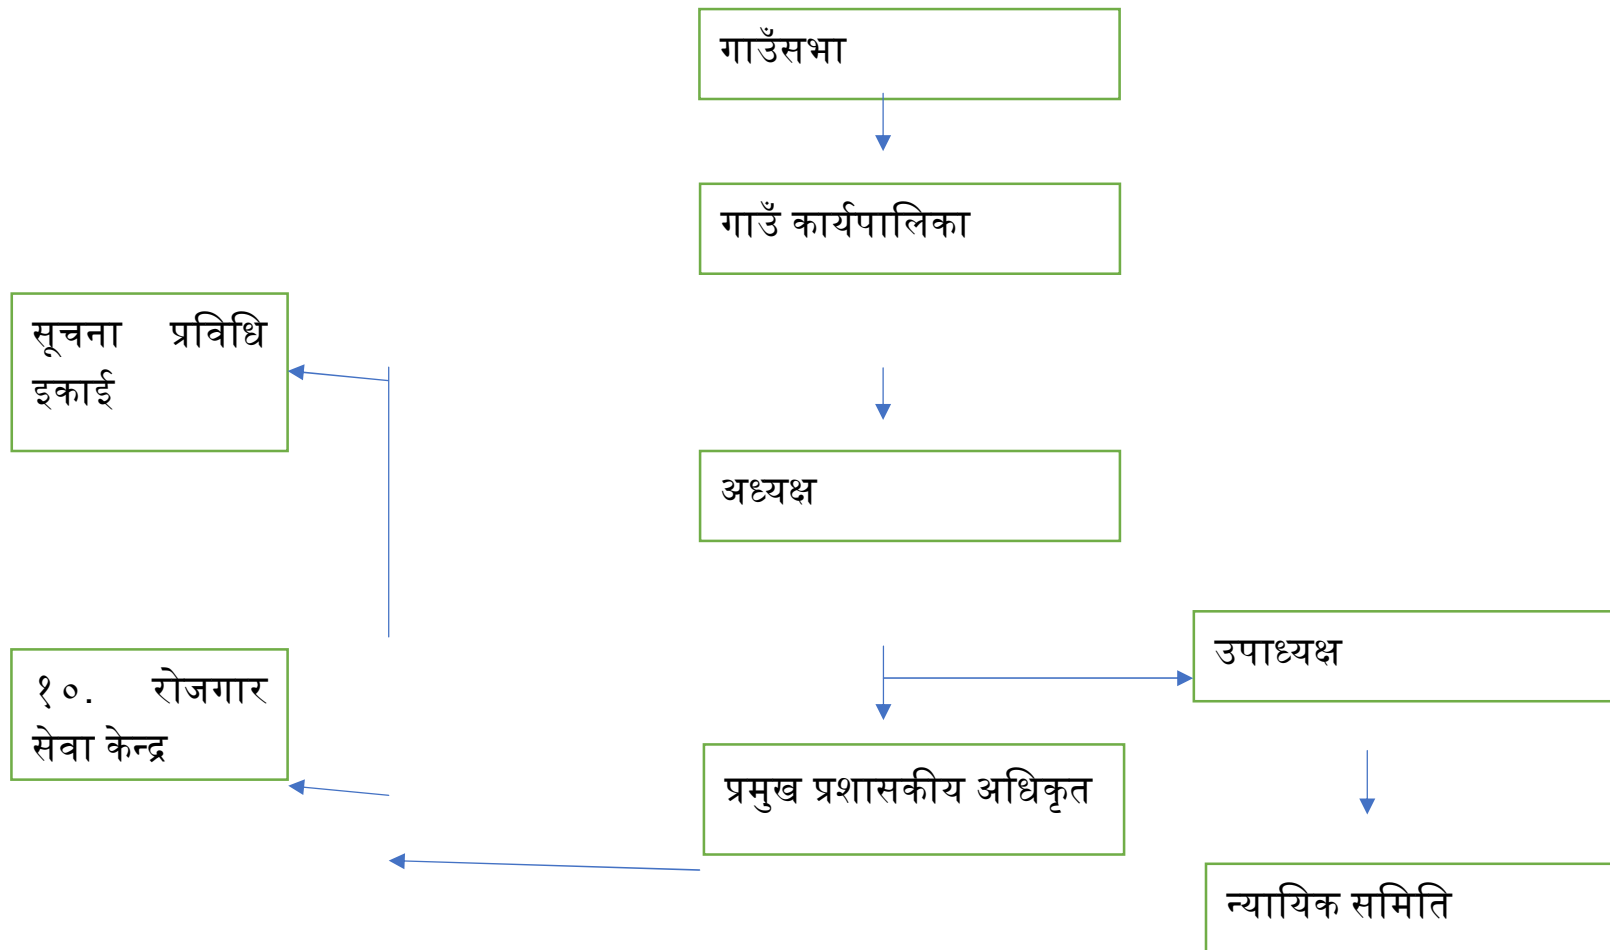 गाउँसभा
गाउँ कार्यपालिका
सूचना प्रविधि
इकाई
अध्यक्ष
उपाध्यक्ष
१०. रोजगार
सेवा केन्द्र
प्रमुख प्रशासकीय अधिकृत
न्यायिक समिति